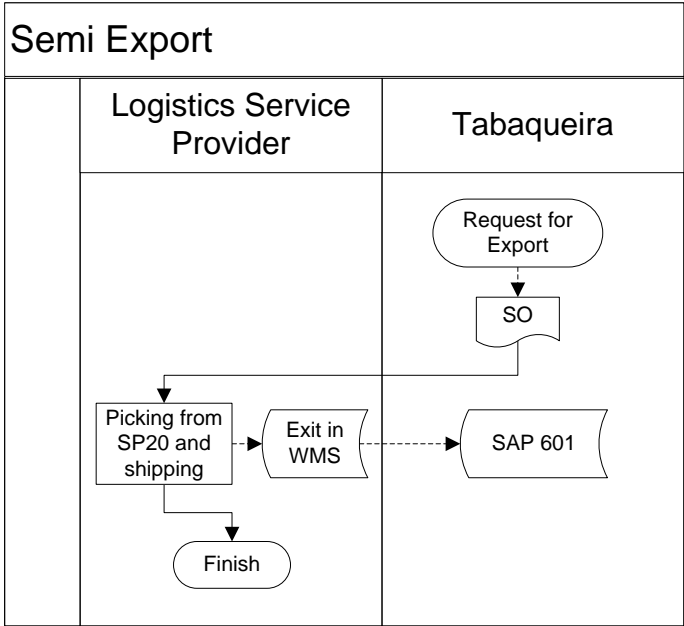 Semi Export
Logistics Service
Provider
Tabaqueira
Request for
Export
SO
Picking from
SP20 and
shipping
Exit in
WMS
SAP 601
Finish